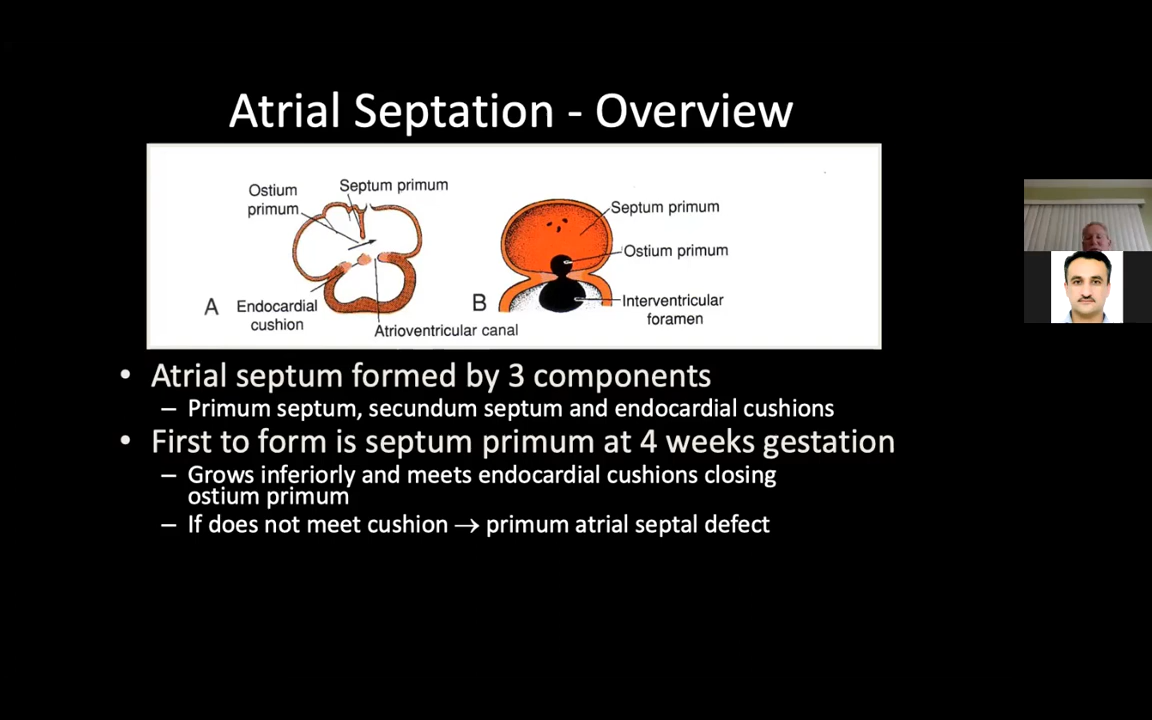 Atrial Septation - Overview
Ostium primum
Septum primum
Endocardial cushion
Atrioventricular canal
A
Septum primum
Ostium primum
Interventricular foramen
B
• Atrial septum formed by 3 components
– Primum septum, secundum septum and endocardial cushions
• First to form is septum primum at 4 weeks gestation
– Grows inferiorly and meets endocardial cushions closing
ostium primum
– If does not meet cushion → primum atrial septal defect